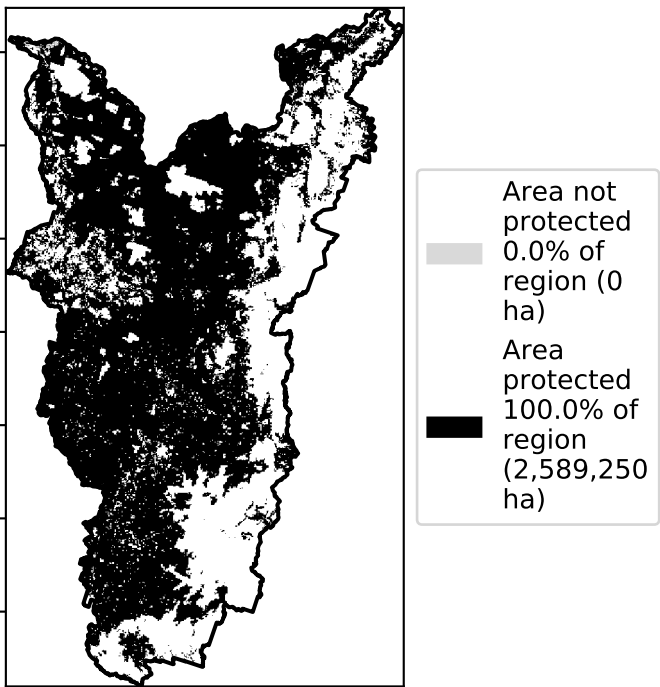 Area not
protected
0.0% of
region (0
ha)
Area
protected
100.0% of
region
(2,589,250
ha)